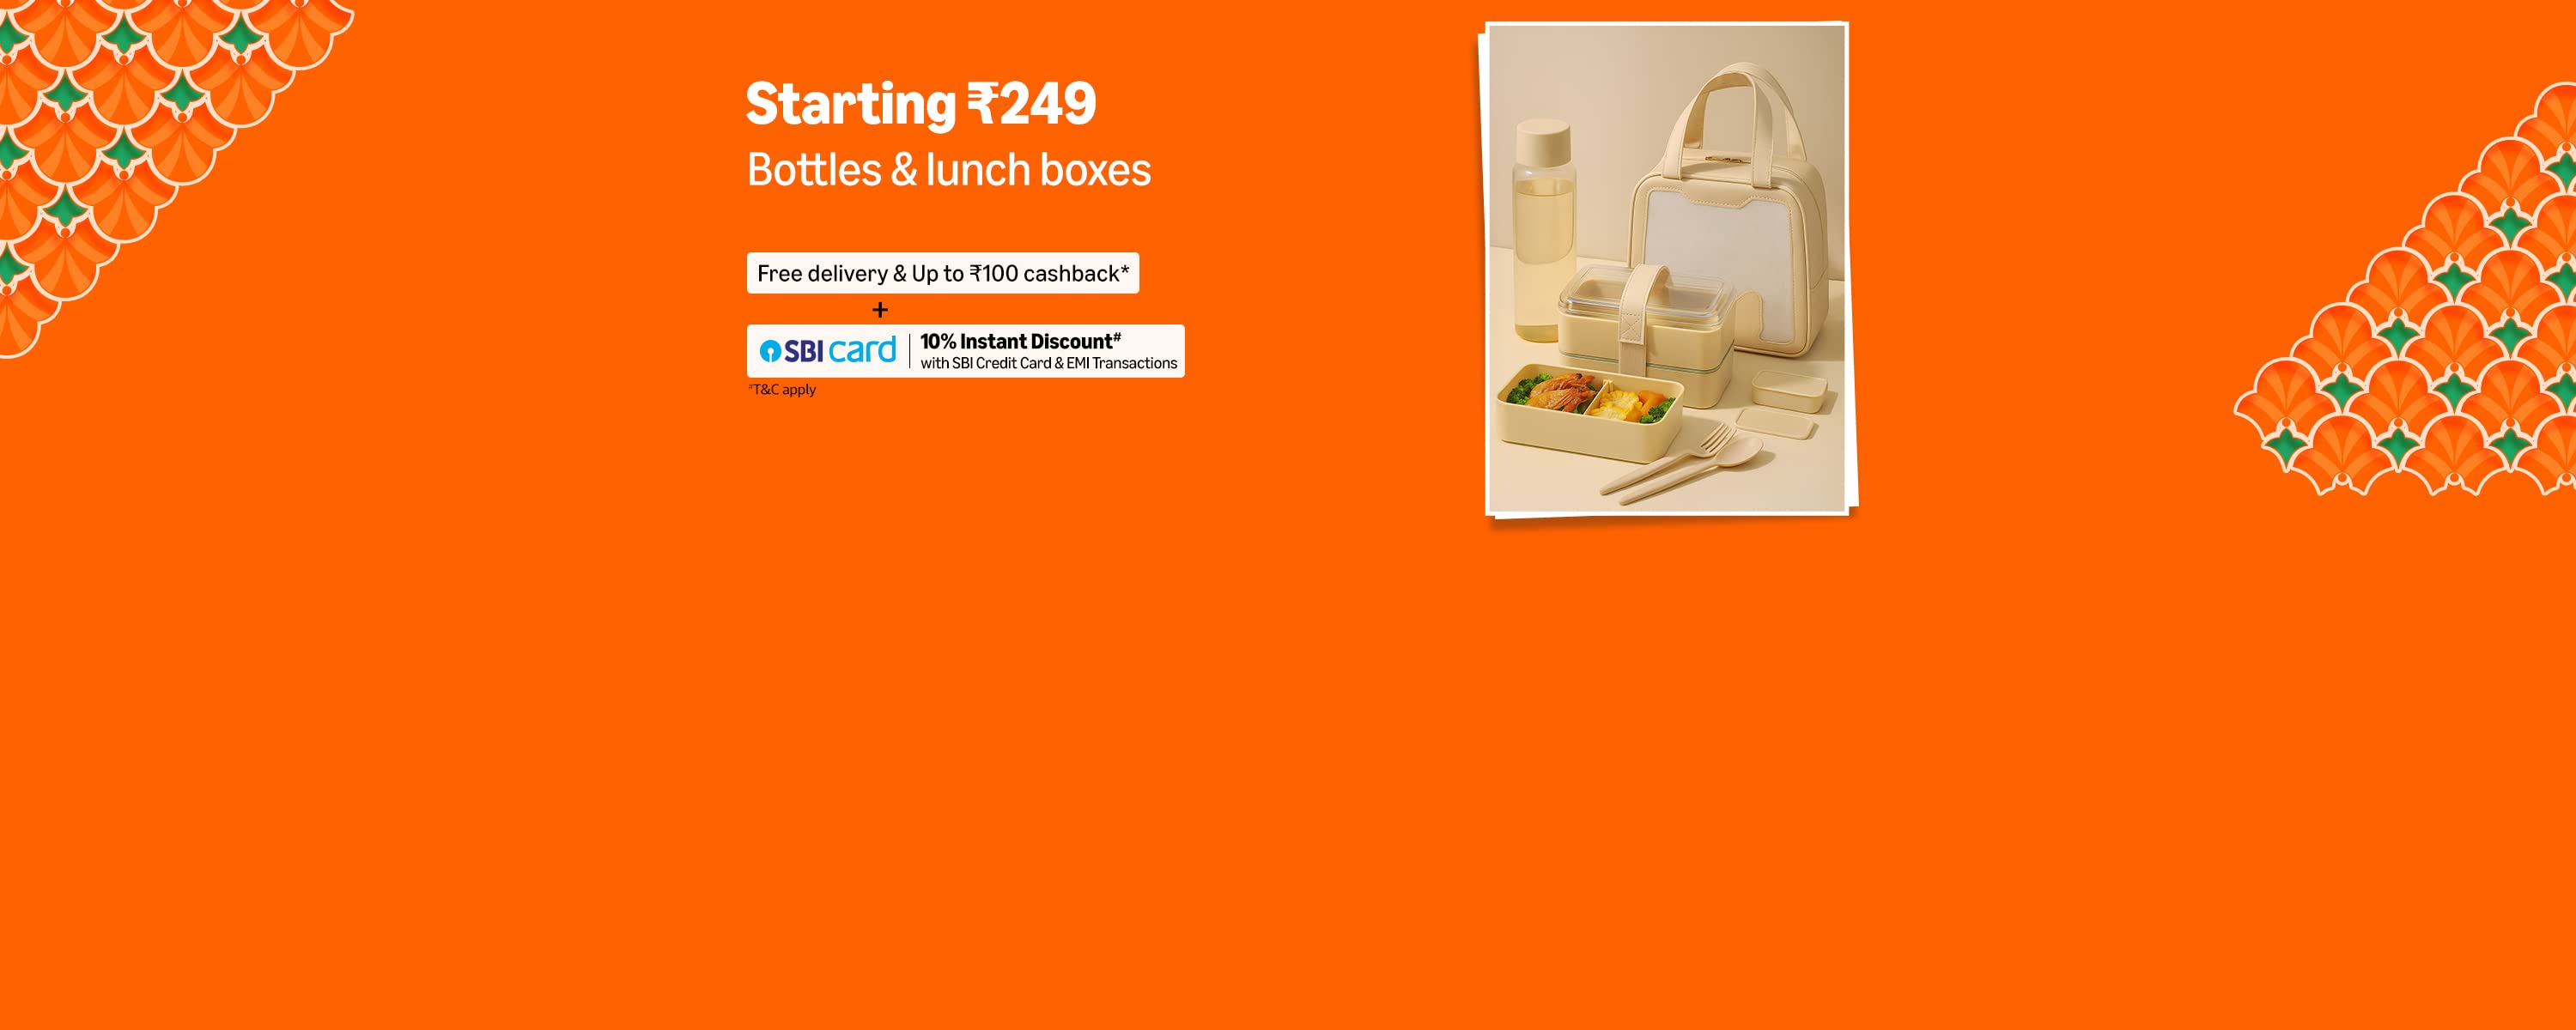 Starting ₹249
Bottles & lunch boxes
Free delivery & Up to ₹100 cashback*
+
SBI card
10% Instant Discount#
with SBI Credit Card & EMI Transactions
#T&C apply